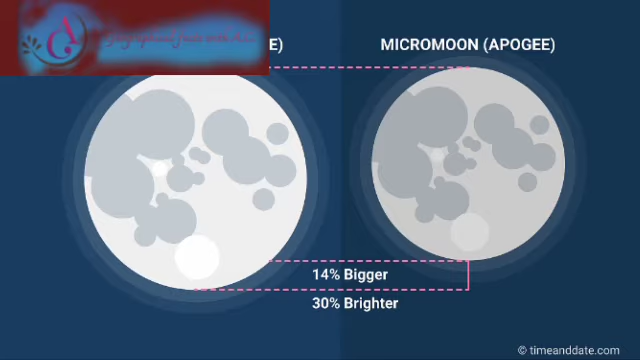 E)
MICROMOON (APOGEE)
14% Bigger
30% Brighter
© timeanddate.com